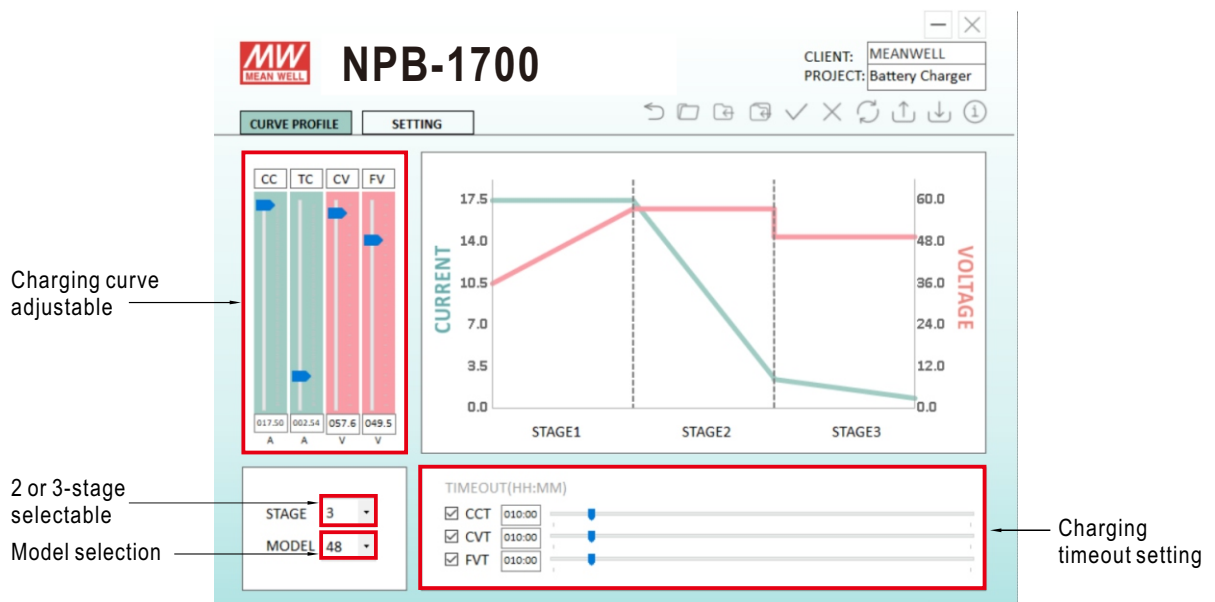 MW
MEAN WELL
NPB-1700
CLIENT: MEANWELL
PROJECT: Battery Charger
CURVE PROFILE SETTING
CC TC CV FV
017.50 002.54 057.6 049.5
A A V V
Charging curve
adjustable
CURRENT
17.5
14.0
10.5
7.0
3.5
0.0
60.0
48.0
36.0
24.0
12.0
0.0
VOLTAGE
STAGE1 STAGE2 STAGE3
2 or 3-stage
selectable
Model selection
STAGE 3
MODEL 48
TIMEOUT(HH:MM)
CCT 010:00
CVT 010:00
FVT 010:00
Charging
timeout setting